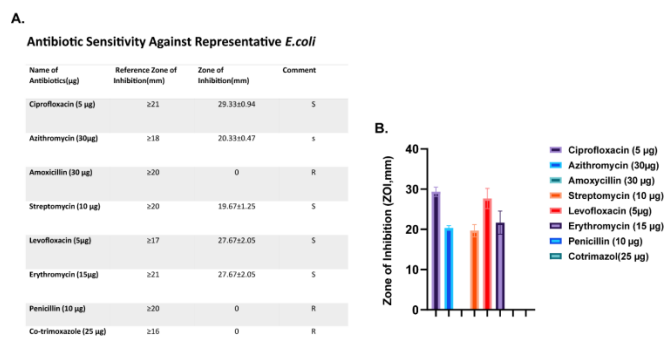 A.
Antibiotic Sensitivity Against Representative E.coli
Name of Antibiotics(µg) Reference Zone of Inhibition(mm) Zone of Inhibition(mm) Comment
Ciprofloxacin (5 µg) ≥21 29.33±0.94 S
Azithromycin (30µg) ≥18 20.33±0.47 s
Amoxicillin (30 µg) ≥20 0 R
Streptomycin (10 µg) ≥20 19.67±1.25 S
Levofloxacin (5µg) ≥17 27.67±2.05 S
Erythromycin (15µg) ≥21 27.67±2.05 S
Penicillin (10 µg) ≥20 0 R
Co-trimoxazole (25 µg) ≥16 0 R
B.
Zone of Inhibition (ZOI,mm)
40
30
20
10
0
Ciprofloxacin (5 µg)
Azithromycin (30µg)
Amoxycillin (30 µg)
Streptomycin (10 µg)
Levofloxacin (5µg)
Erythromycin (15 µg)
Penicillin (10 µg)
Cotrimazol(25 µg)